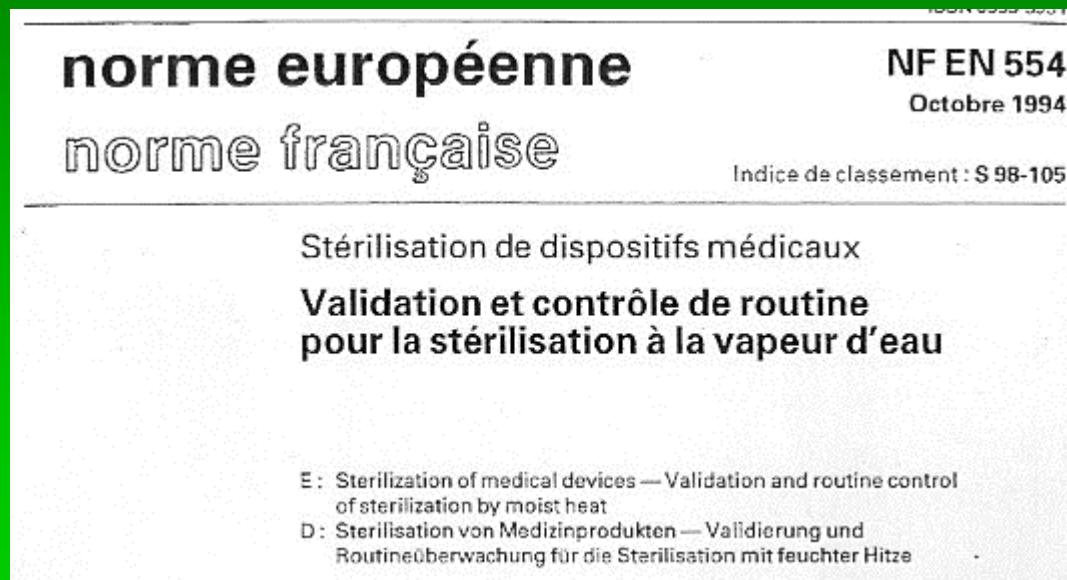 norme européenne
NF EN 554
Octobre 1994
norme française
Indice de classement : S 98-105
Stérilisation de dispositifs médicaux
Validation et contrôle de routine
pour la stérilisation à la vapeur d'eau
E : Sterilization of medical devices — Validation and routine control
of sterilization by moist heat
D : Sterilisation von Medizinprodukten — Validierung und
Routineüberwachung für die Sterilisation mit feuchter Hitze